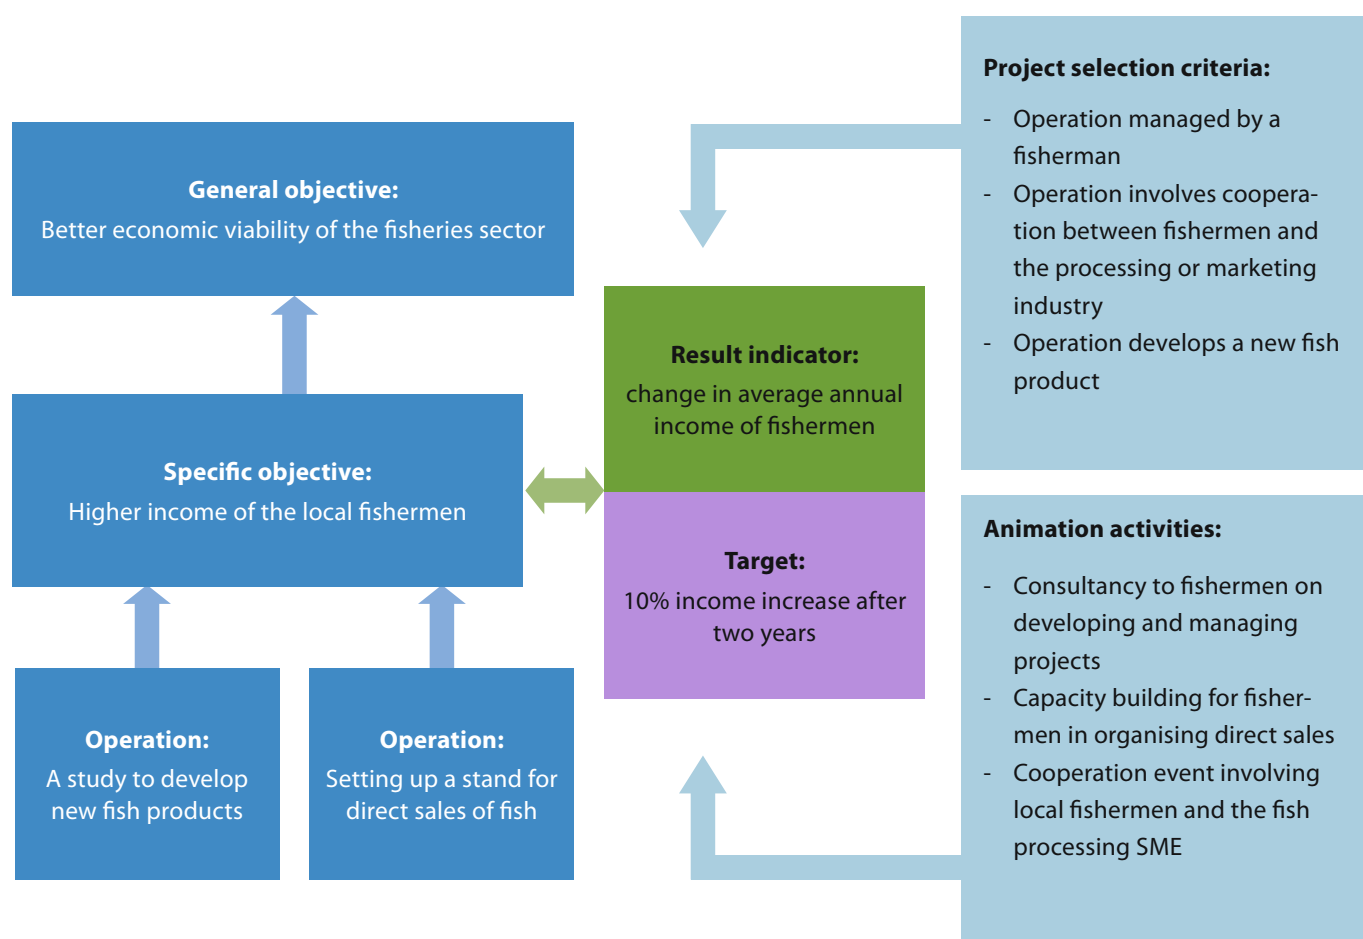 General objective:
Better economic viability of the fisheries sector
Specific objective:
Higher income of the local fishermen
Operation:
A study to develop
new fish products
Operation:
Setting up a stand for
direct sales of fish
Result indicator:
change in average annual
income of fishermen
Target:
10% income increase after
two years
Project selection criteria:
- Operation managed by a
fisherman
- Operation involves coopera-
tion between fishermen and
the processing or marketing
industry
- Operation develops a new fish
product
Animation activities:
- Consultancy to fishermen on
developing and managing
projects
- Capacity building for fisher-
men in organising direct sales
- Cooperation event involving
local fishermen and the fish
processing SME